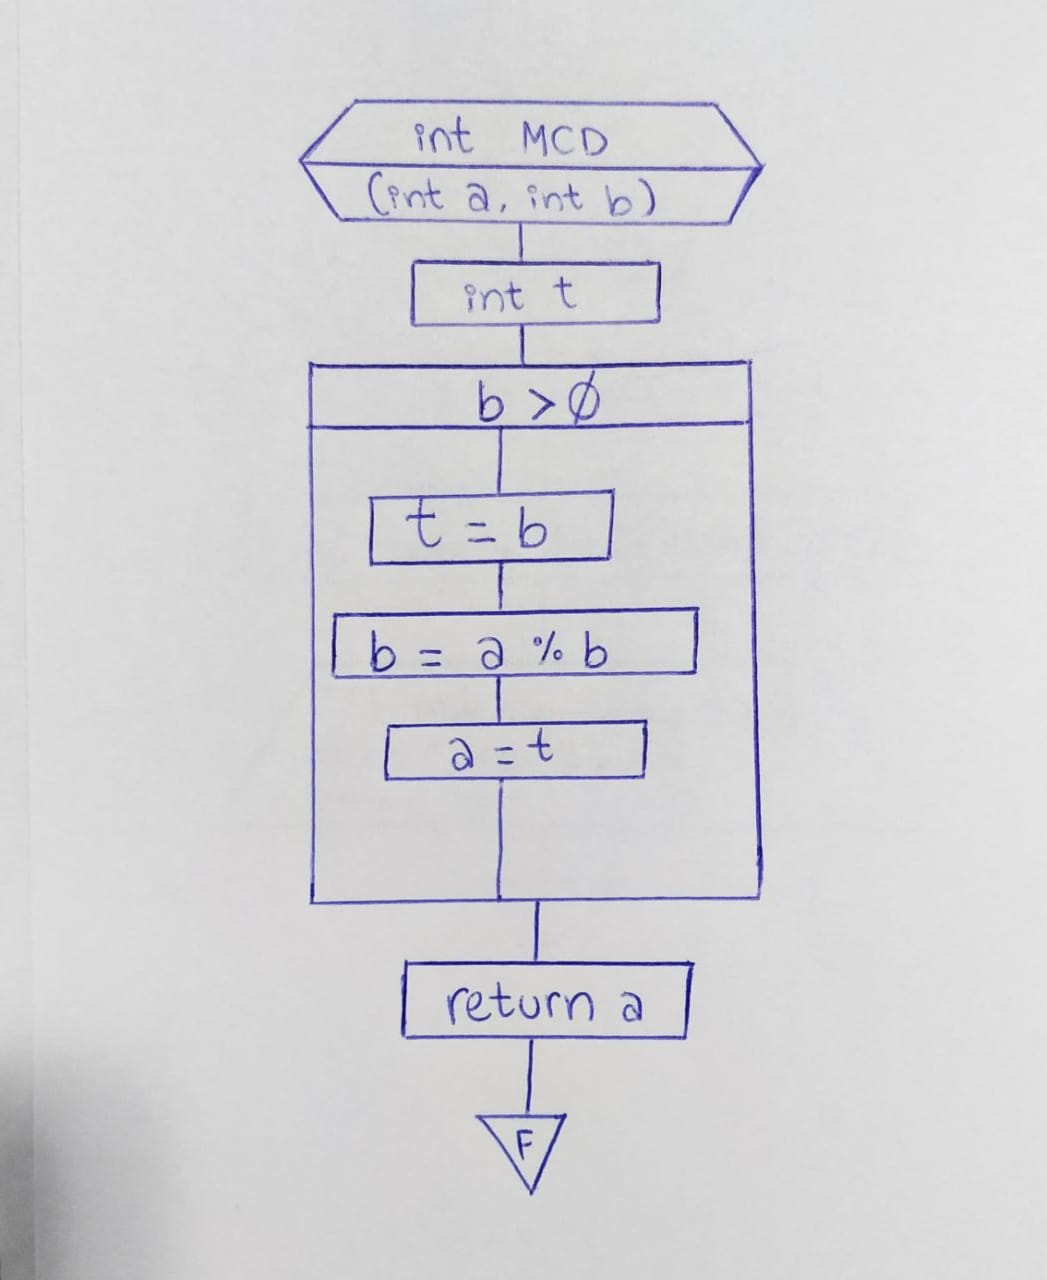 int MCD
(int a, int b)
int t
b > Ø
t = b
b = a % b
a = t
return a
F